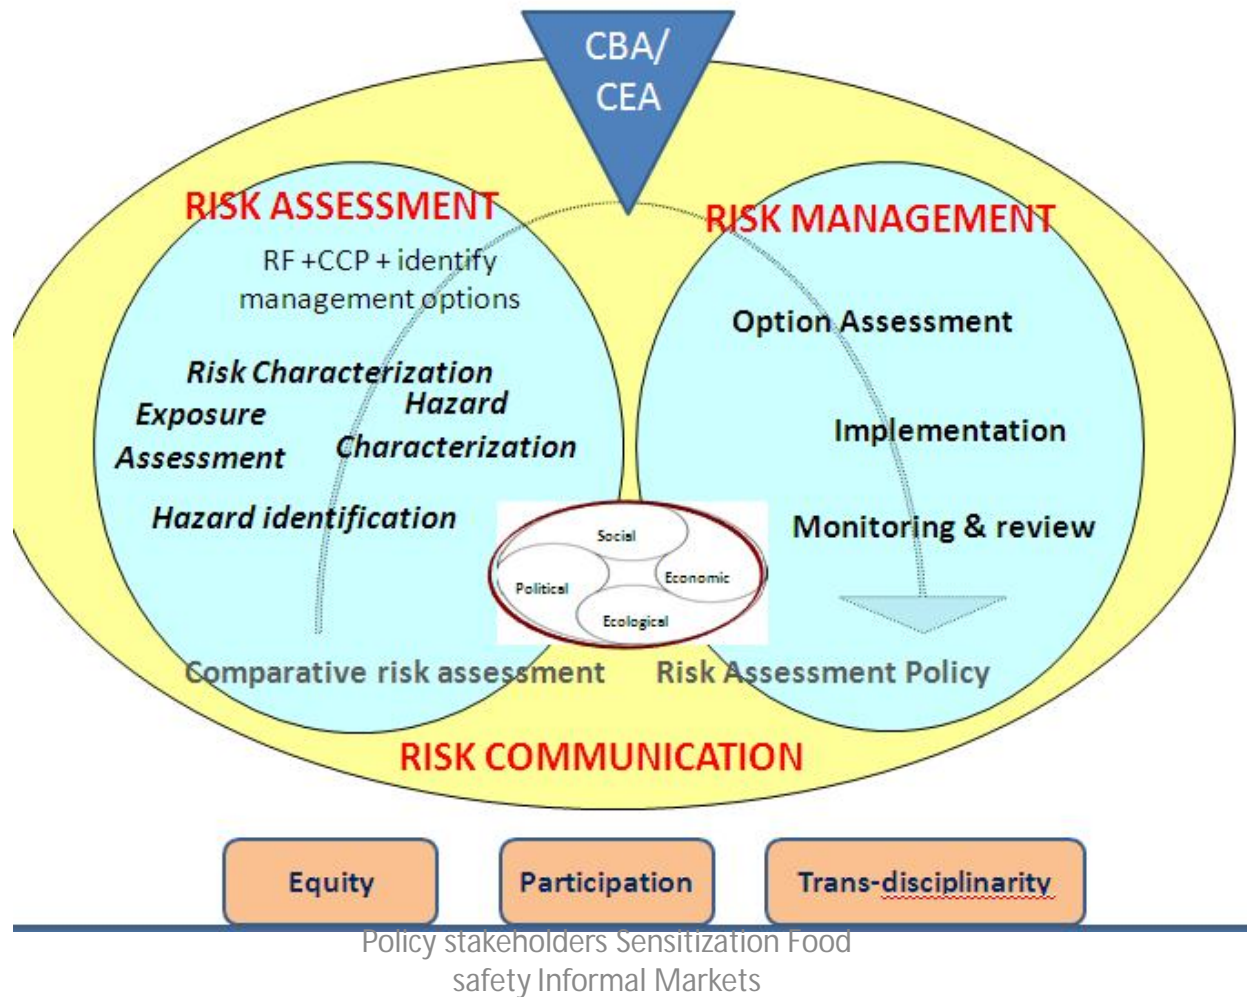 CBA/
CEA
RISK ASSESSMENT
RF +CCP + identify
management options
Risk Characterization
Exposure
Assessment
Hazard
Characterization
Hazard identification
RISK MANAGEMENT
Option Assessment
Implementation
Monitoring & review
Social
Political
Economic
Ecological
Comparative risk assessment
Risk Assessment Policy
RISK COMMUNICATION
Equity
Participation
Trans-disciplinarity
Policy stakeholders Sensitization Food
safety Informal Markets